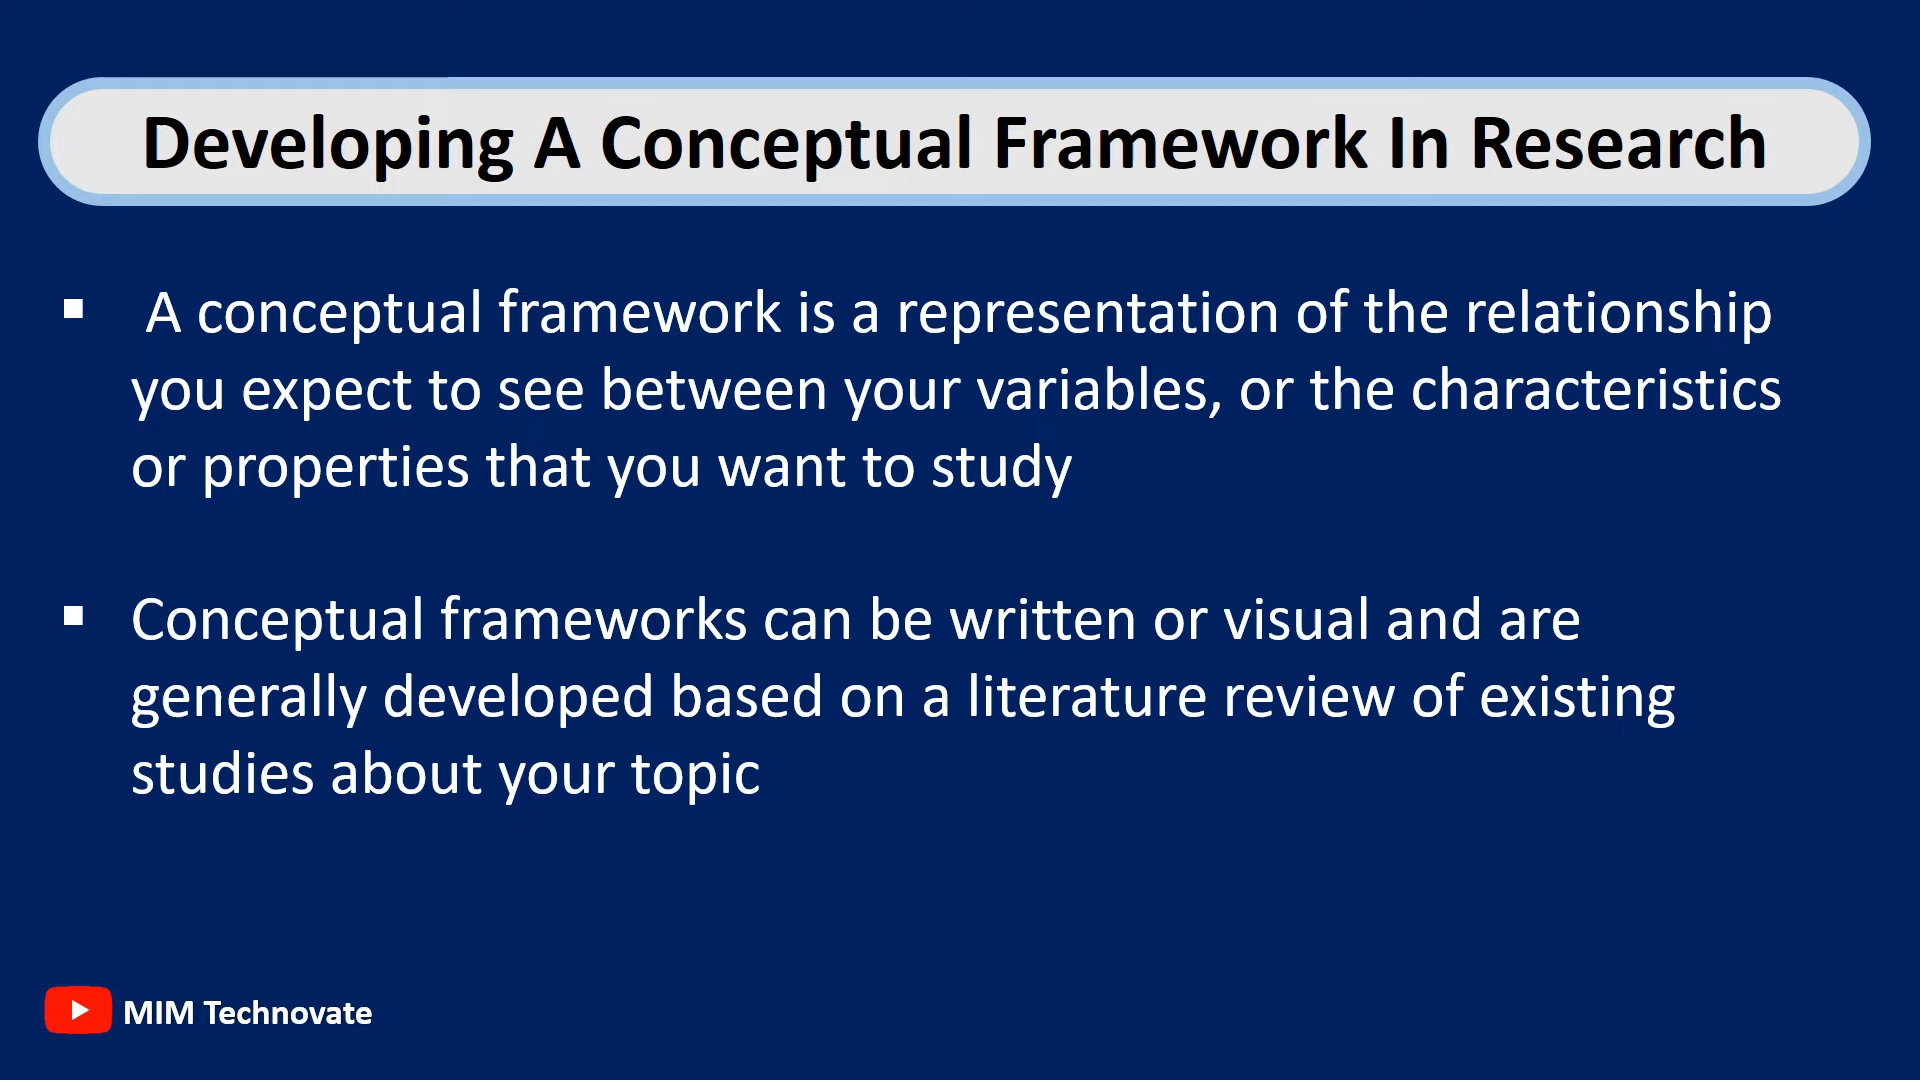 Developing A Conceptual Framework In Research
▪ A conceptual framework is a representation of the relationship
you expect to see between your variables, or the characteristics
or properties that you want to study
▪ Conceptual frameworks can be written or visual and are
generally developed based on a literature review of existing
studies about your topic
MIM Technovate